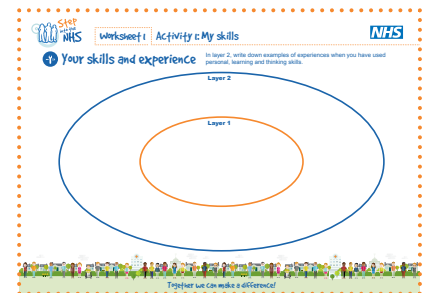 Step
into the
NHS
Worksheet 1 Activity 1: My skills
NHS
Your skills and experience
In layer 2, write down examples of experiences when you have used
personal, learning and thinking skills.
Layer 2
Layer 1
Together we can make a difference!